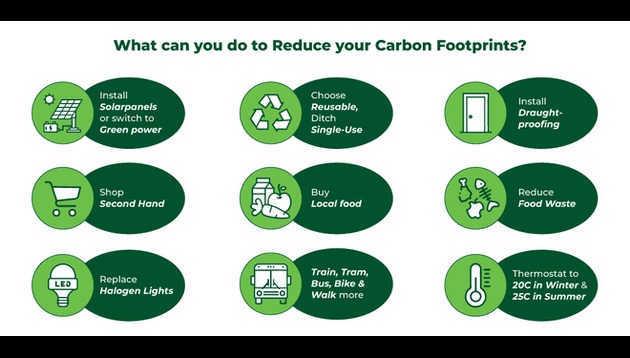 What can you do to Reduce your Carbon Footprints?
Install
Solarpanels
or switch to
Green power
Choose
Reusable,
Ditch
Single-Use
Install
Draught-
proofing
Shop
Second Hand
Buy
Local food
Reduce
Food Waste
LED
Replace
Halogen Lights
Train, Tram,
Bus, Bike &
Walk more
Thermostat to
20C in Winter &
25C in Summer